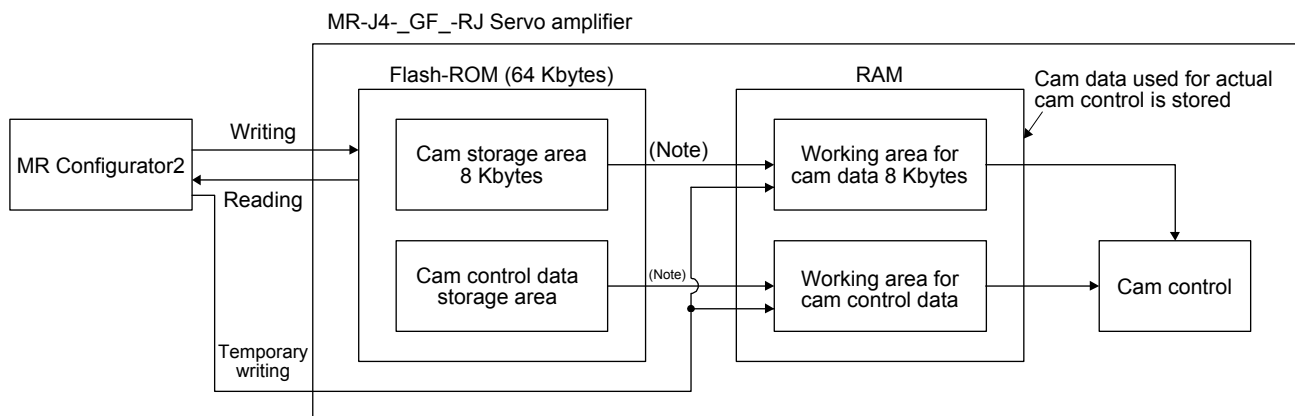 MR-J4-_GF_-RJ Servo amplifier
Flash-ROM (64 Kbytes)
RAM
Cam data used for actual
cam control is stored
MR Configurator2
Writing
Reading
Cam storage area
8 Kbytes
(Note)
Working area for
cam data 8 Kbytes
Cam control data
storage area
(Note)
Working area for
cam control data
Cam control
Temporary
writing